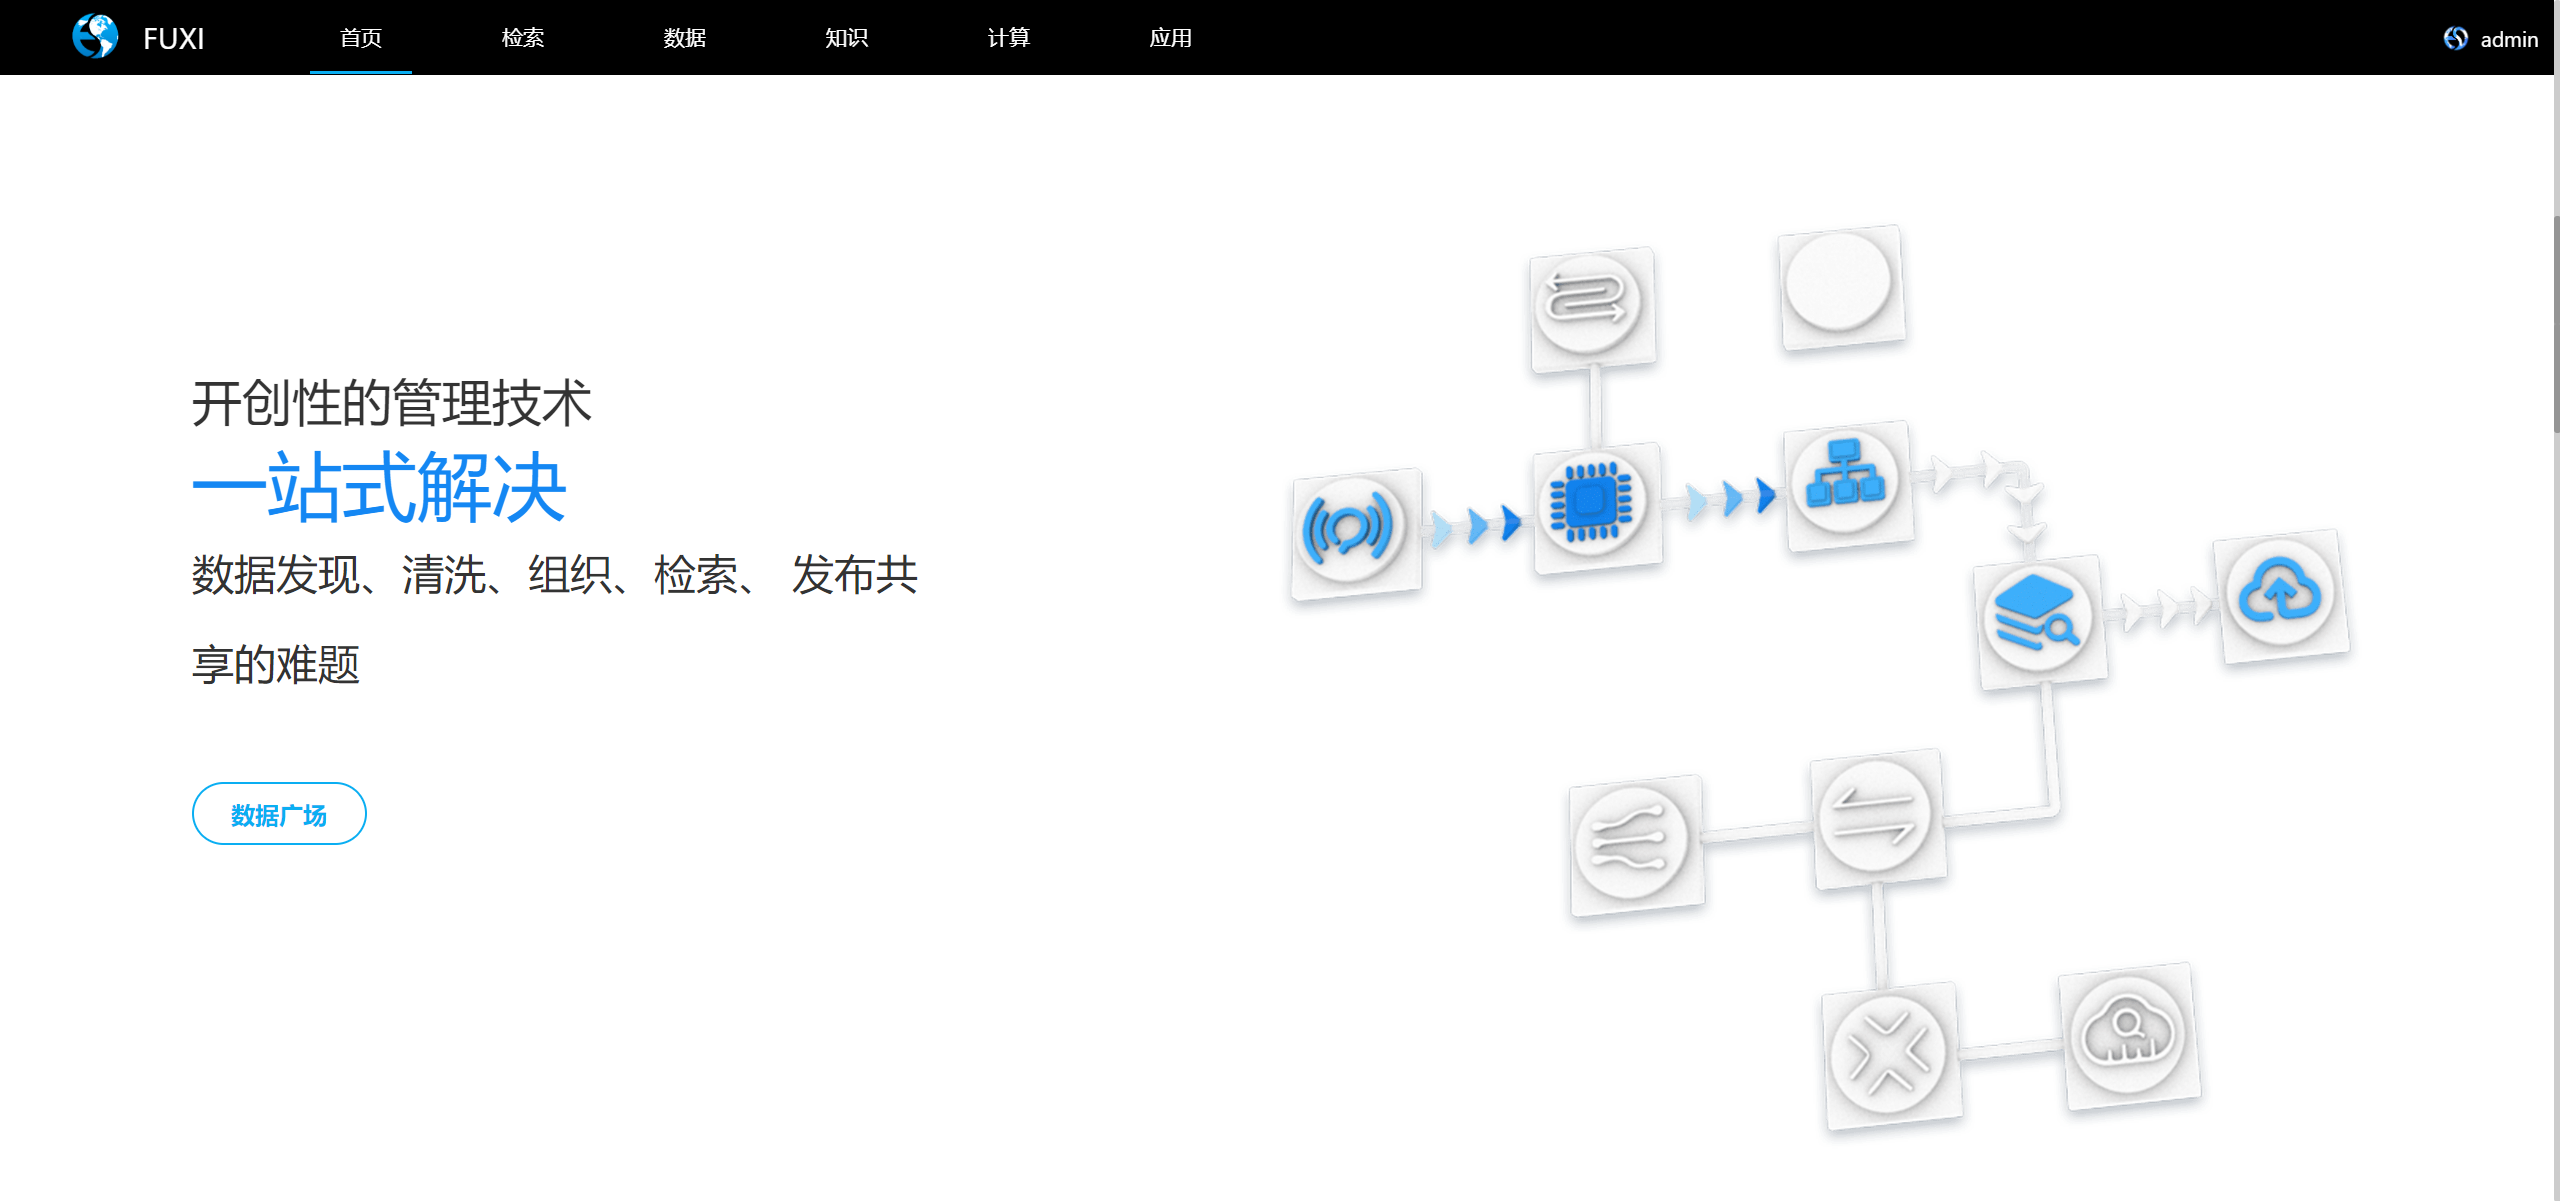 FUXI
首页
检索
数据
知识
计算
应用
admin
开创性的管理技术
一站式解决
数据发现、清洗、组织、检索、 发布共
享的难题
数据广场